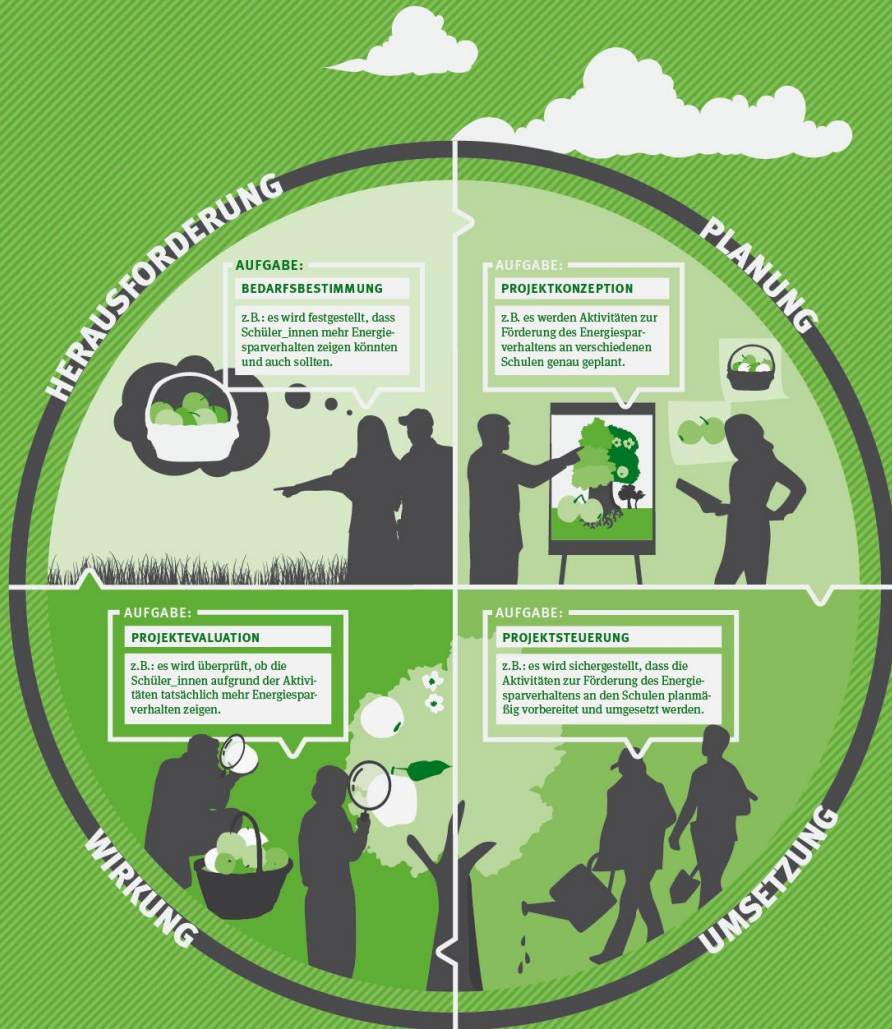 HERAUSFORDERUNG
AUFGABE:
BEDARFSBESTIMMUNG
z.B.: es wird festgestellt, dass
Schüler_innen mehr Energie-
sparverhalten zeigen könnten
und auch sollten.
PLANUNG
AUFGABE:
PROJEKTKONZEPTION
z.B. es werden Aktivitäten zur
Förderung des Energiespar-
verhaltens an verschiedenen
Schulen genau geplant.
WIRKUNG
AUFGABE:
PROJEKTEVALUATION
z.B.: es wird überprüft, ob die
Schüler_innen aufgrund der Aktivi-
täten tatsächlich mehr Energiespar-
verhalten zeigen.
UMSETZUNG
AUFGABE:
PROJEKTSTEUERUNG
z.B.: es wird sichergestellt, dass die
Aktivitäten zur Förderung des Energie-
sparverhaltens an den Schulen planmä-
ßig vorbereitet und umgesetzt werden.